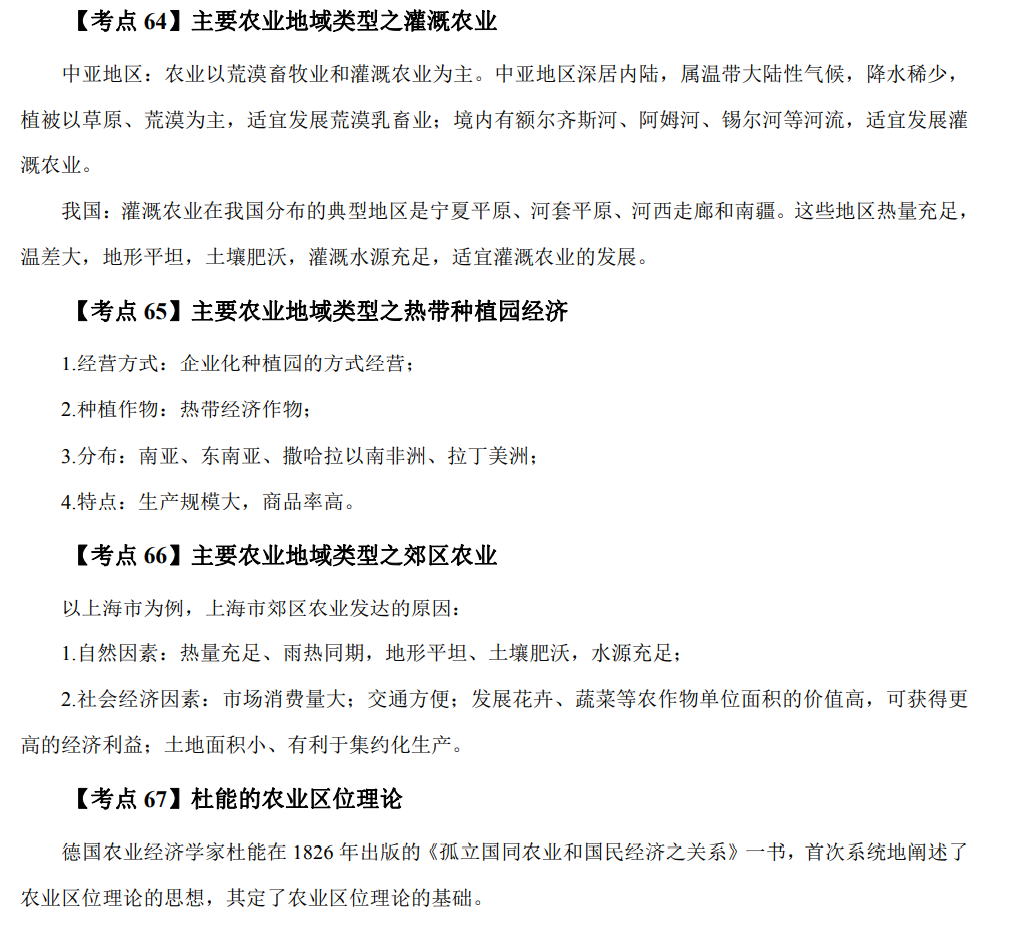 【考点 64】主要农业地域类型之灌溉农业
中亚地区：农业以荒漠畜牧业和灌溉农业为主。中亚地区深居内陆，属温带大陆性气候，降水稀少，
植被以草原、荒漠为主，适宜发展荒漠乳畜业；境内有额尔齐斯河、阿姆河、锡尔河等河流，适宜发展灌
溉农业。
我国：灌溉农业在我国分布的典型地区是宁夏平原、河套平原、河西走廊和南疆。这些地区热量充足，
温差大，地形平坦，土壤肥沃，灌溉水源充足，适宜灌溉农业的发展。
【考点 65】主要农业地域类型之热带种植园经济
1.经营方式：企业化种植园的方式经营；
2.种植作物：热带经济作物；
3.分布：南亚、东南亚、撒哈拉以南非洲、拉丁美洲；
4.特点：生产规模大，商品率高。
【考点 66】主要农业地域类型之郊区农业
以上海市为例，上海市郊区农业发达的原因：
1.自然因素：热量充足、雨热同期，地形平坦、土壤肥沃，水源充足；
2.社会经济因素：市场消费量大；交通方便；发展花卉、蔬菜等农作物单位面积的价值高，可获得更
高的经济利益；土地面积小、有利于集约化生产。
【考点 67】杜能的农业区位理论
德国农业经济学家杜能在 1826 年出版的《孤立国同农业和国民经济之关系》一书，首次系统地阐述了
农业区位理论的思想，其定了农业区位理论的基础。